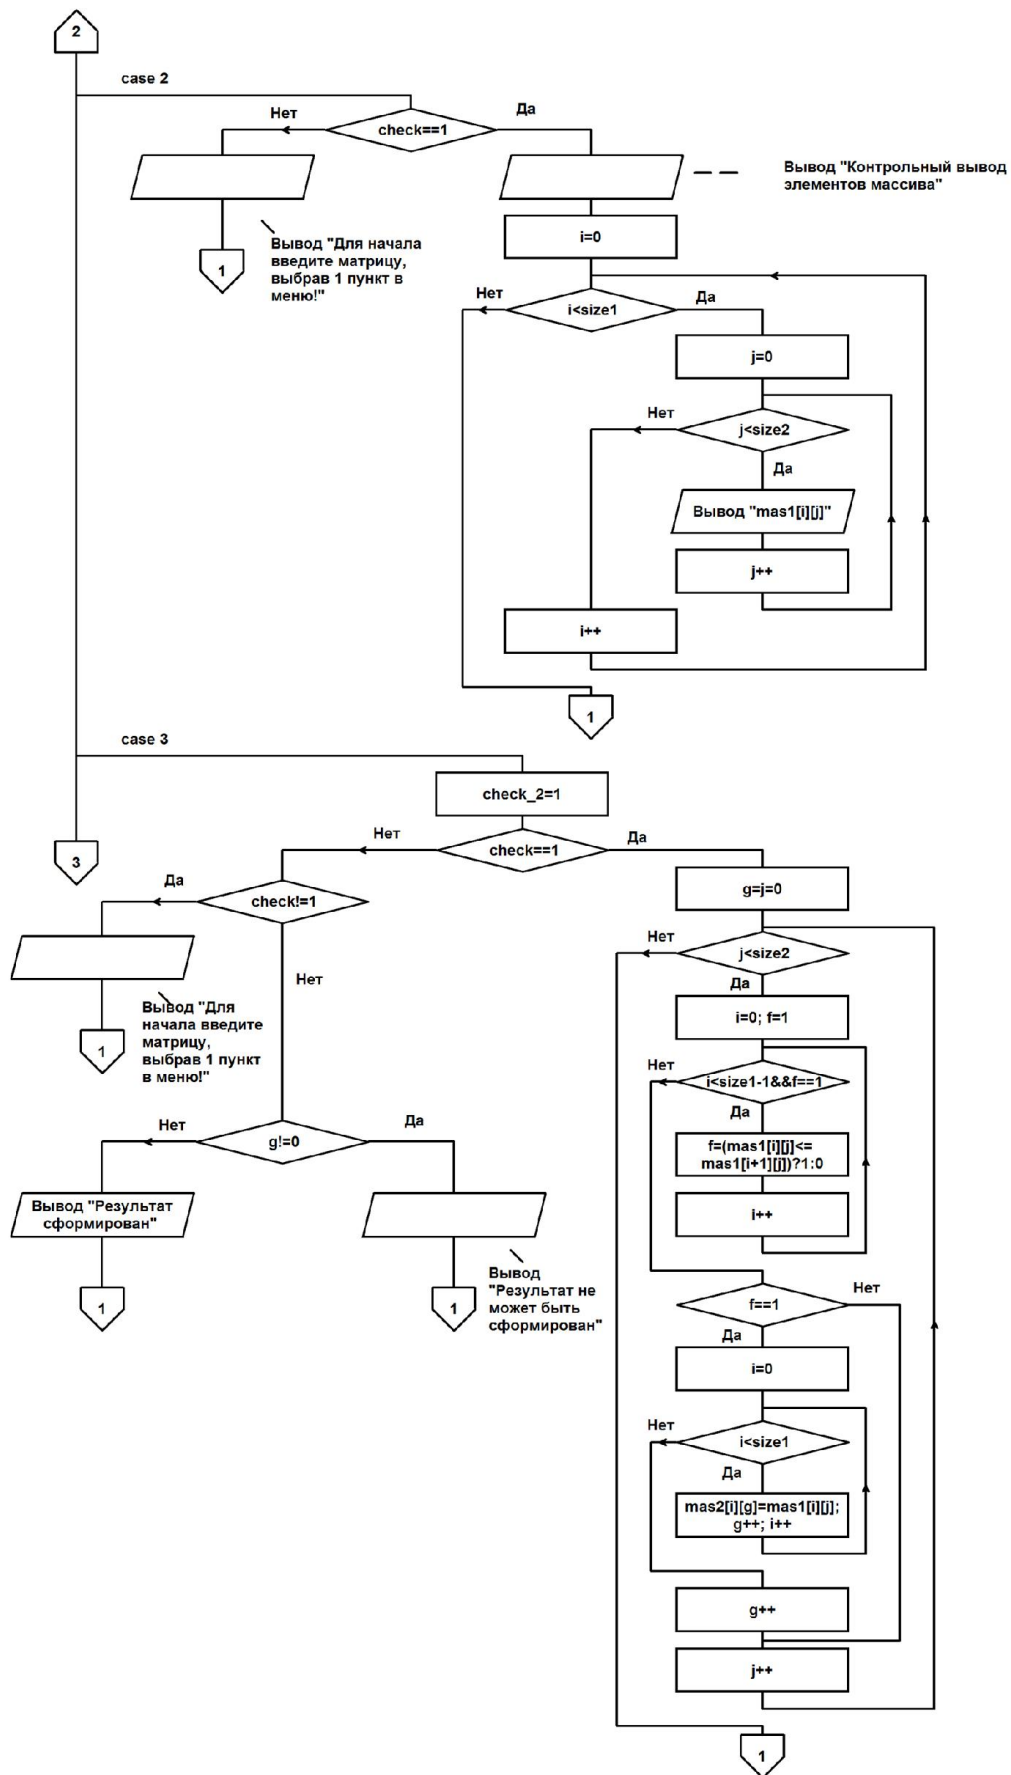 2
case 2
Нет
Да
check==1
Вывод "Контрольный вывод
элементов массива"
i=0
Вывод "Для начала
введите матрицу,
выбрав 1 пункт в
меню!"
1
Нет
Да
i<size1
j=0
Нет
j<size2
Да
Вывод "mas1[i][j]"
j++
i++
1
case 3
check_2=1
Нет
Да
check==1
3
Да
check!=1
g=j=0
Нет
j<size2
Да
Нет
i=0; f=1
Вывод "Для
начала введите
матрицу,
выбрав 1 пункт
в меню!"
1
Нет
i<size1-1&&f==1
Да
f=(mas1[i][j]<=
mas1[i+1][j])?1:0
i++
Нет
Да
g!=0
Вывод "Результат
сформирован"
1
1
Вывод
"Результат не
может быть
сформирован"
Нет
f==1
Да
i=0
Нет
i<size1
Да
mas2[i][g]=mas1[i][j];
g++; i++
g++
j++
1